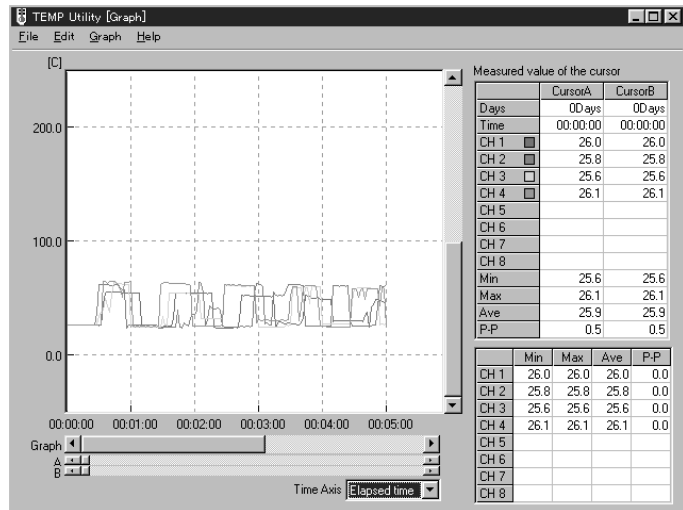 TEMP Utility [Graph]
File Edit Graph Help
[C]
200.0
100.0
0.0
00:00:00 00:01:00 00:02:00 00:03:00 00:04:00 00:05:00
Graph
A
B
Time Axis Elapsed time
Measured value of the cursor
CursorA CursorB
Days 0Days 0Days
Time 00:00:00 00:00:00
CH 1 26.0 26.0
CH 2 25.8 25.8
CH 3 25.6 25.6
CH 4 26.1 26.1
CH 5
CH 6
CH 7
CH 8
Min 25.6 25.6
Max 26.1 26.1
Ave 25.9 25.9
P-P 0.5 0.5
Min Max Ave P-P
CH 1 26.0 26.0 26.0 0.0
CH 2 25.8 25.8 25.8 0.0
CH 3 25.6 25.6 25.6 0.0
CH 4 26.1 26.1 26.1 0.0
CH 5
CH 6
CH 7
CH 8